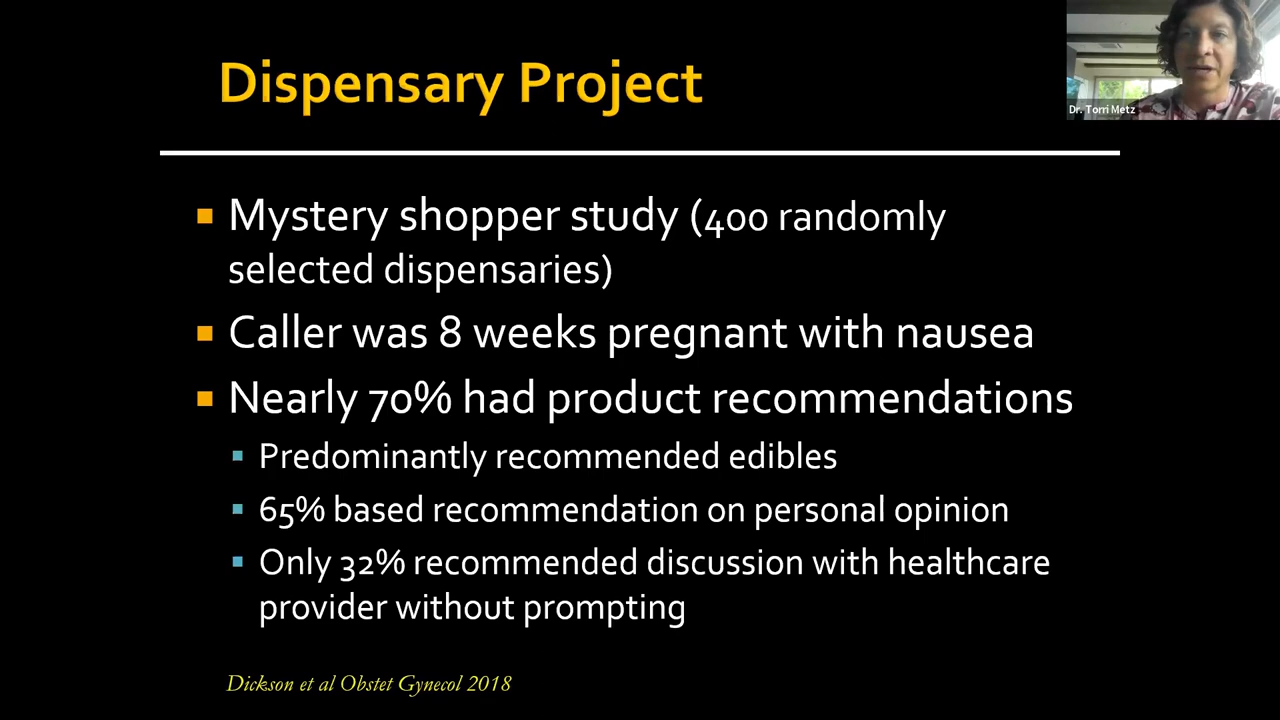 Dispensary Project
Dr. Torri Metz
Mystery shopper study (400 randomly
selected dispensaries)
Caller was 8 weeks pregnant with nausea
Nearly 70% had product recommendations
Predominantly recommended edibles
65% based recommendation on personal opinion
Only 32% recommended discussion with healthcare
provider without prompting
Dickson et al Obstet Gynecol 2018